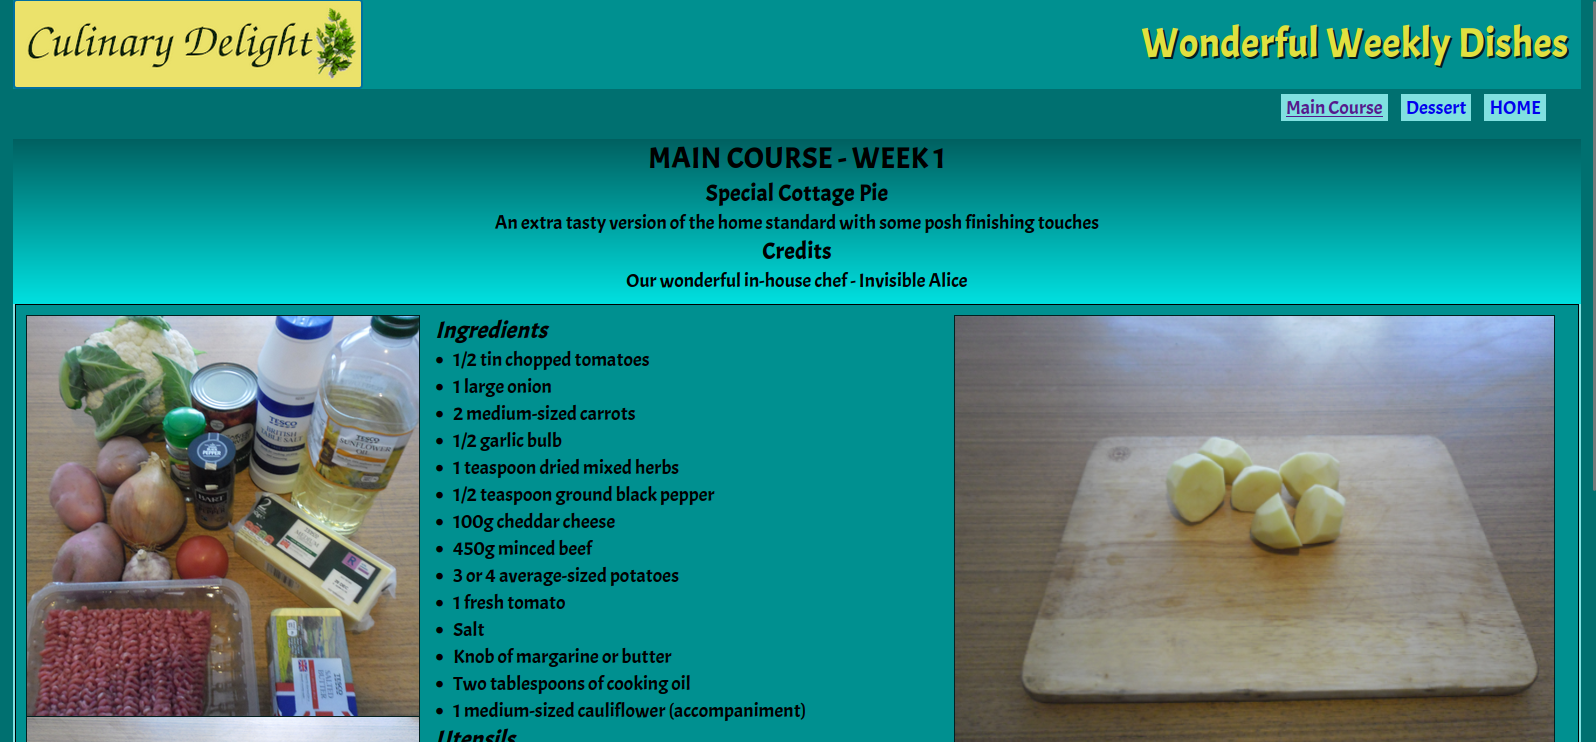 Culinary Delight
Wonderful Weekly Dishes
Main Course
Dessert
HOME
MAIN COURSE - WEEK 1
Special Cottage Pie
An extra tasty version of the home standard with some posh finishing touches
Credits
Our wonderful in-house chef - Invisible Alice
Ingredients
1/2 tin chopped tomatoes
1 large onion
2 medium-sized carrots
1/2 garlic bulb
1 teaspoon dried mixed herbs
1/2 teaspoon ground black pepper
100g cheddar cheese
450g minced beef
3 or 4 average-sized potatoes
1 fresh tomato
Salt
Knob of margarine or butter
Two tablespoons of cooking oil
1 medium-sized cauliflower (accompaniment)
Utensils
TESCO
BRITISH
TABLE SALT
TESCO
SUNFLOWER
OIL
BART
2
TESCO
SALTED
BUTTER